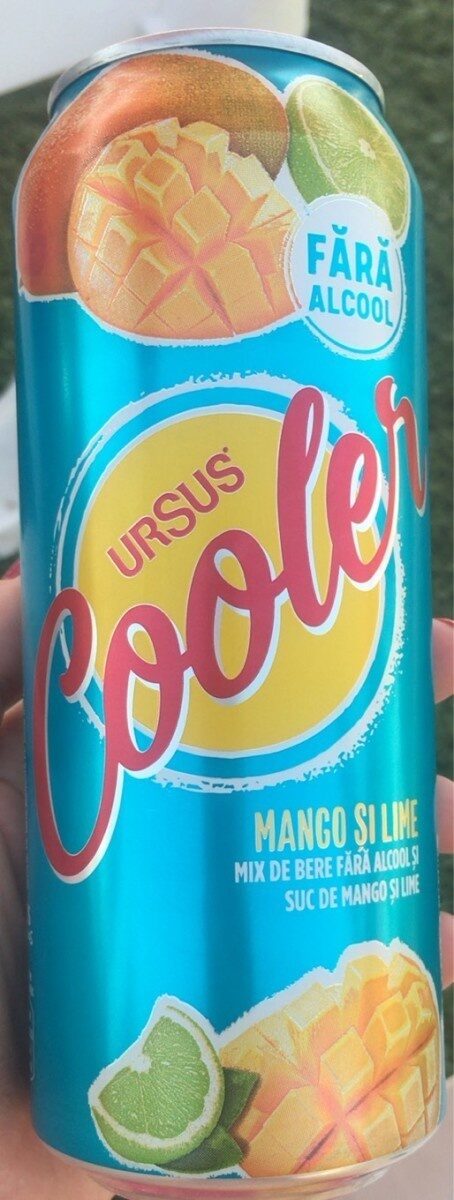 FĂRĂ
ALCOOL
URSUS
Cooler
MANGO ȘI LIME
MIX DE BERE FĂRĂ ALCOOL ȘI
SUC DE MANGO ȘI LIME